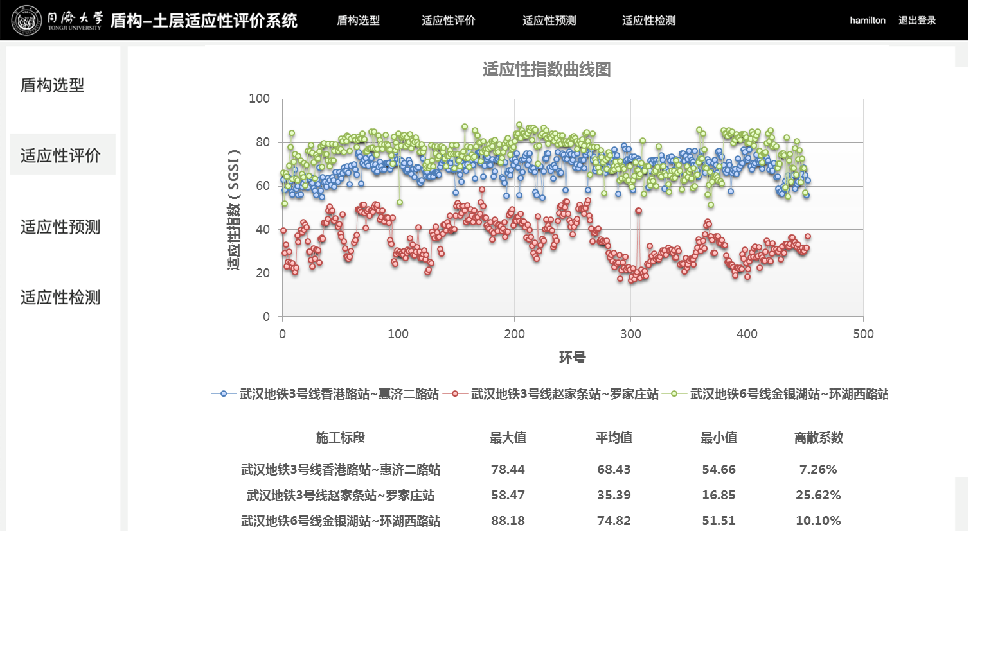 同濟大學
TONGJI UNIVERSITY
盾构-土层适应性评价系统
盾构选型 适应性评价 适应性预测 适应性检测
hamilton 退出登录
盾构选型
适应性评价
适应性预测
适应性检测
适应性指数曲线图
适应性指数（SGSI）
100
80
60
40
20
0
0 100 200 300 400 500
环号
武汉地铁3号线香港路站~惠济二路站 武汉地铁3号线赵家条站~罗家庄站 武汉地铁6号线金银湖站~环湖西路站
施工标段 最大值 平均值 最小值 离散系数
武汉地铁3号线香港路站~惠济二路站 78.44 68.43 54.66 7.26%
武汉地铁3号线赵家条站~罗家庄站 58.47 35.39 16.85 25.62%
武汉地铁6号线金银湖站~环湖西路站 88.18 74.82 51.51 10.10%